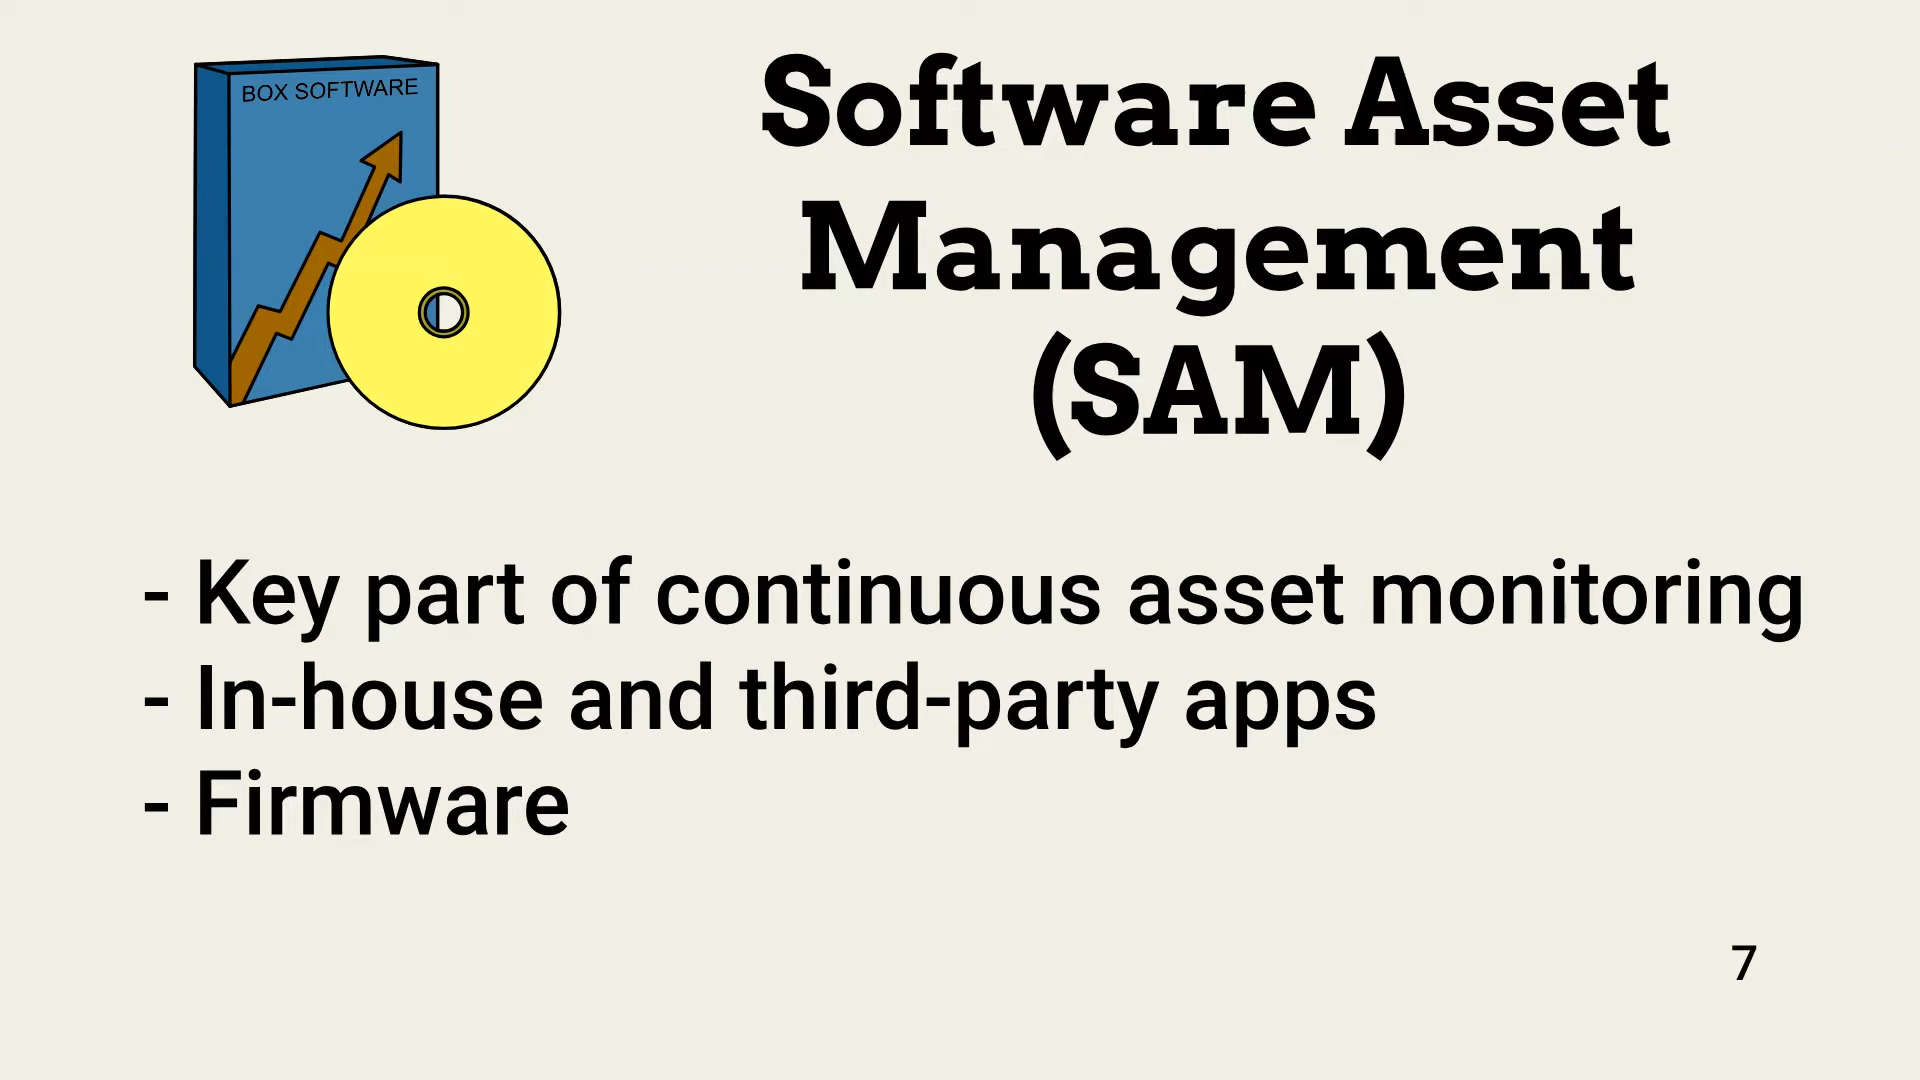 BOX SOFTWARE
Software Asset
Management
(SAM)
- Key part of continuous asset monitoring
- In-house and third-party apps
- Firmware
7